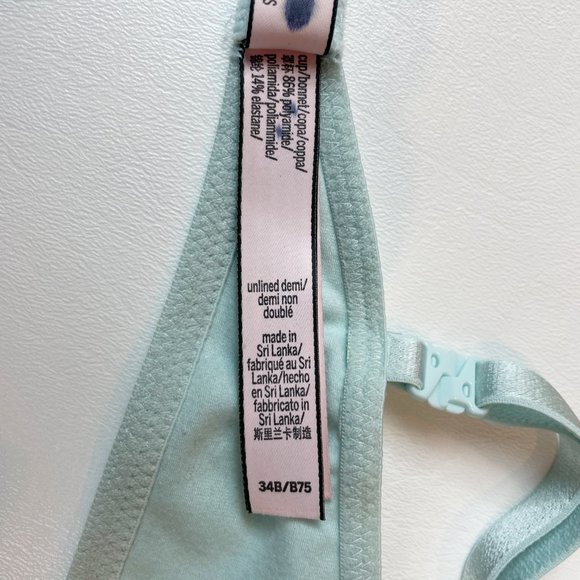 S
cup/bonnet/copa/coppa/
罩杯 86% polyamide/
poliamida/poliammide/
锦纶 14% elastane/
unlined demi/
demi non
doublé
made in
Sri Lanka/
fabriqué au Sri
Lanka/hecho
en Sri Lanka/
fabbricato in
Sri Lanka/
斯里兰卡制造
34B/B75